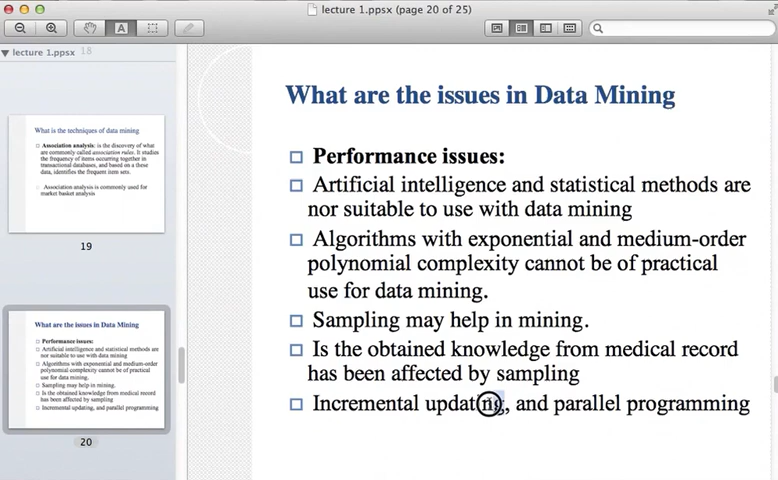 lecture 1.ppsx (page 20 of 25)
lecture 1.ppsx 18
What is the techniques of data mining
Association analysis: is the discovery of what
are commonly called association rules. It studies
the frequency of items occurring together in
transactional databases, and based on a these
data, identifies the frequent item sets.
Association analysis is commonly used for
market basket analysis
19
What are the issues in Data Mining
Performance issues:
Artificial intelligence and statistical methods are
nor suitable to use with data mining
Algorithms with exponential and medium-order
polynomial complexity cannot be of practical
use for data mining.
Sampling may help in mining.
Is the obtained knowledge from medical record
has been affected by sampling
Incremental updating, and parallel programming
20
What are the issues in Data Mining
Performance issues:
Artificial intelligence and statistical methods are
nor suitable to use with data mining
Algorithms with exponential and medium-order
polynomial complexity cannot be of practical
use for data mining.
Sampling may help in mining.
Is the obtained knowledge from medical record
has been affected by sampling
Incremental updating, and parallel programming